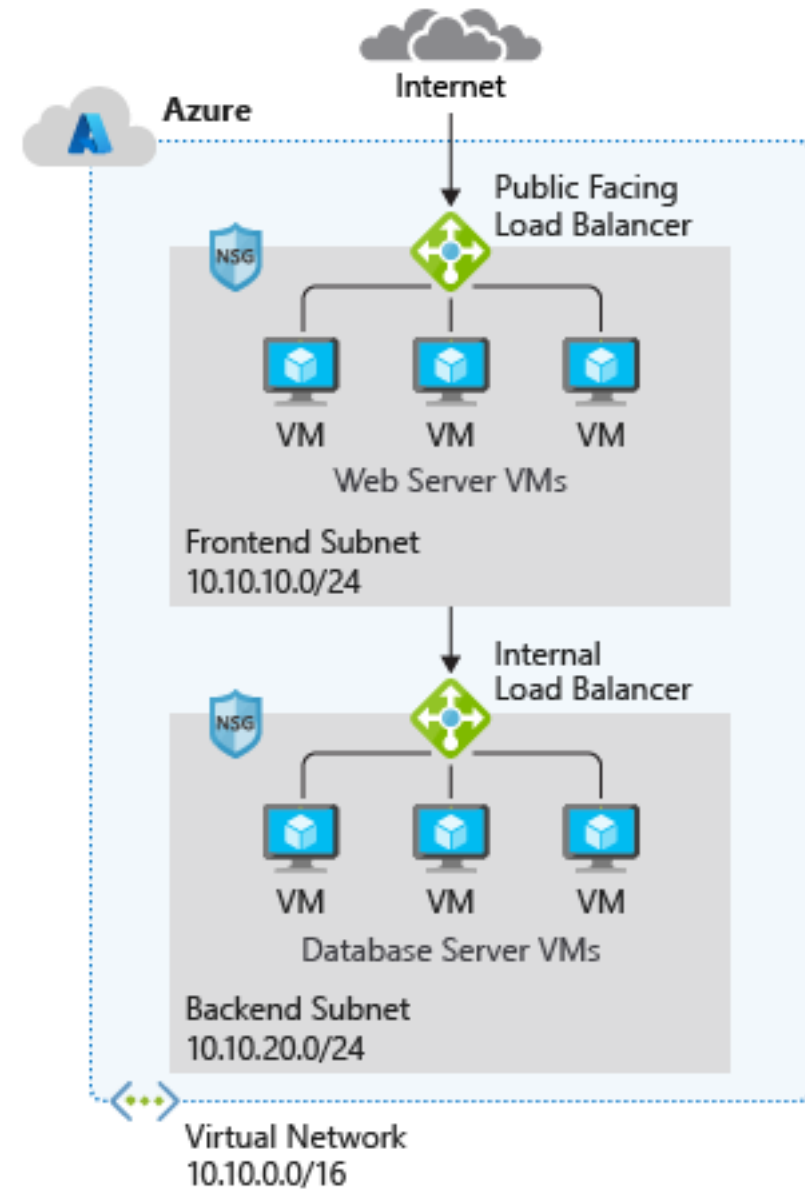 Internet
Azure
Public Facing
Load Balancer
NSG
VM
VM
VM
Web Server VMs
Frontend Subnet
10.10.10.0/24
Internal
Load Balancer
NSG
VM
VM
VM
Database Server VMs
Backend Subnet
10.10.20.0/24
Virtual Network
10.10.0.0/16